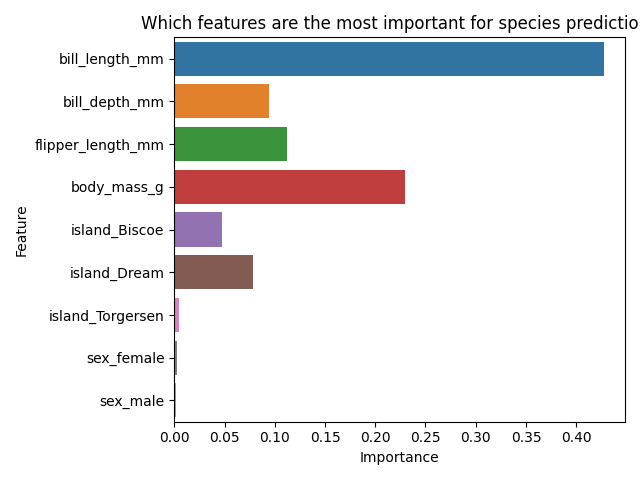 Which features are the most important for species predictio
bill_length_mm
bill_depth_mm
flipper_length_mm
body_mass_g
island_Biscoe
island_Dream
island_Torgersen
sex_female
sex_male
Feature
0.00 0.05 0.10 0.15 0.20 0.25 0.30 0.35 0.40
Importance